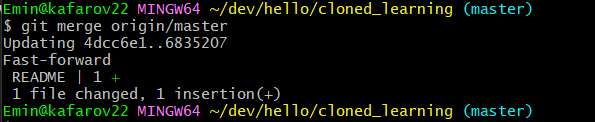 Emin@kafarov22 MINGW64 ~/dev/hello/cloned_learning (master)
$ git merge origin/master
Updating 4dcc6e1..6835207
Fast-forward
 README | 1 +
 1 file changed, 1 insertion(+)
Emin@kafarov22 MINGW64 ~/dev/hello/cloned_learning (master)